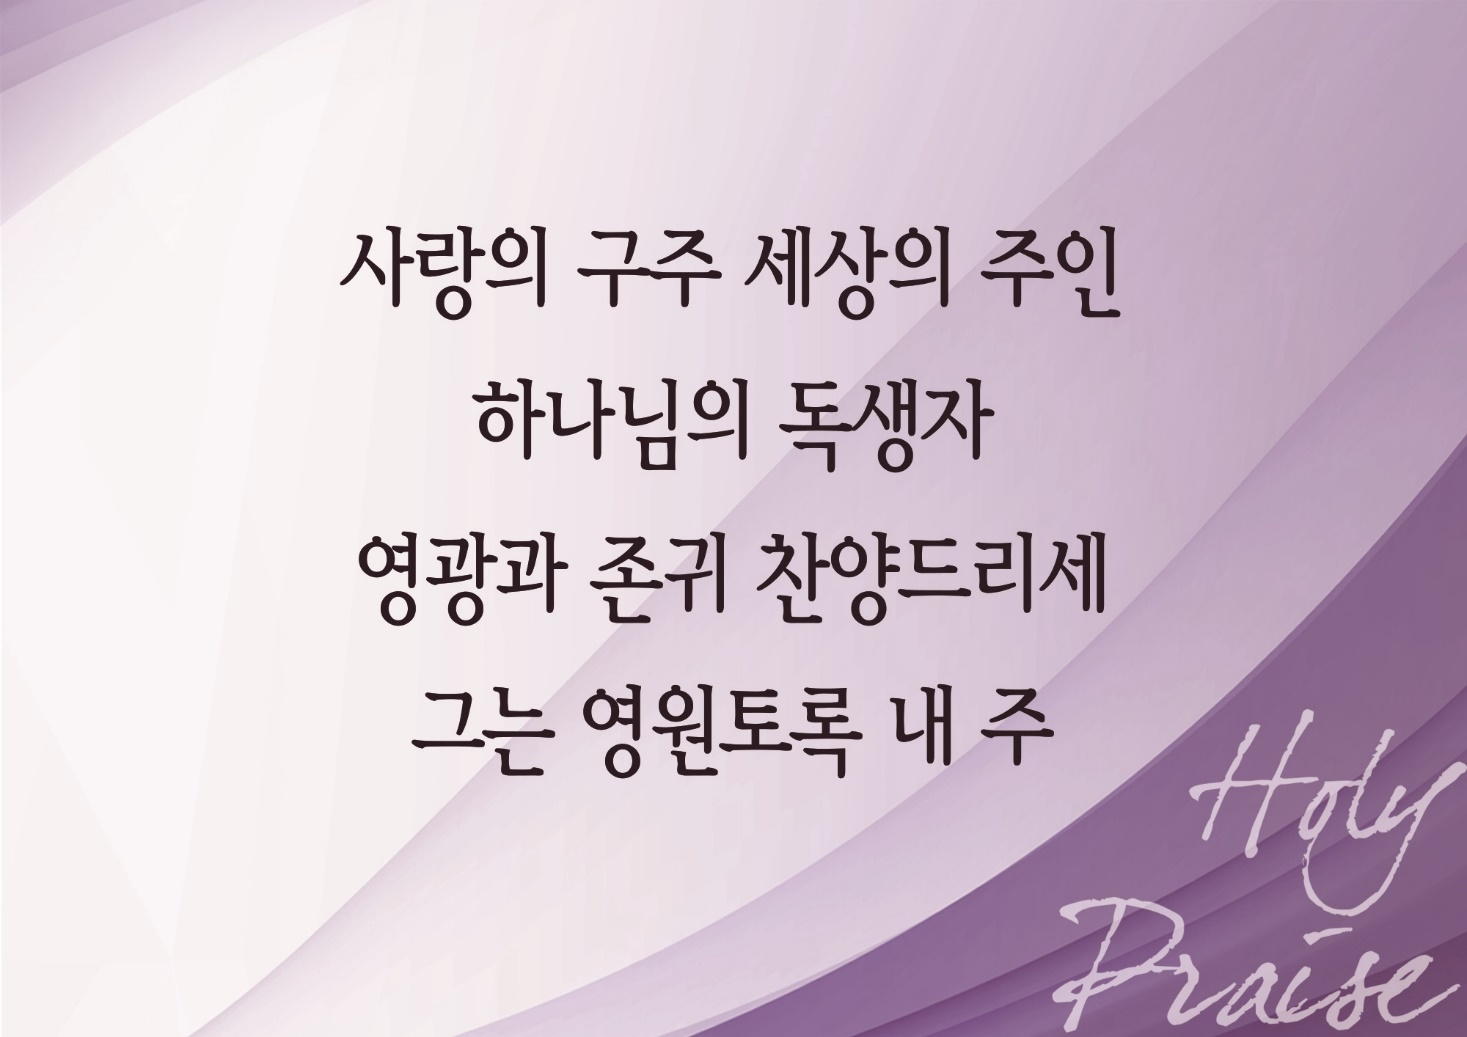 사랑의 구주 세상의 주인
하나님의 독생자
영광과 존귀 찬양드리세
그는 영원토록 내 주
Holy
Praise